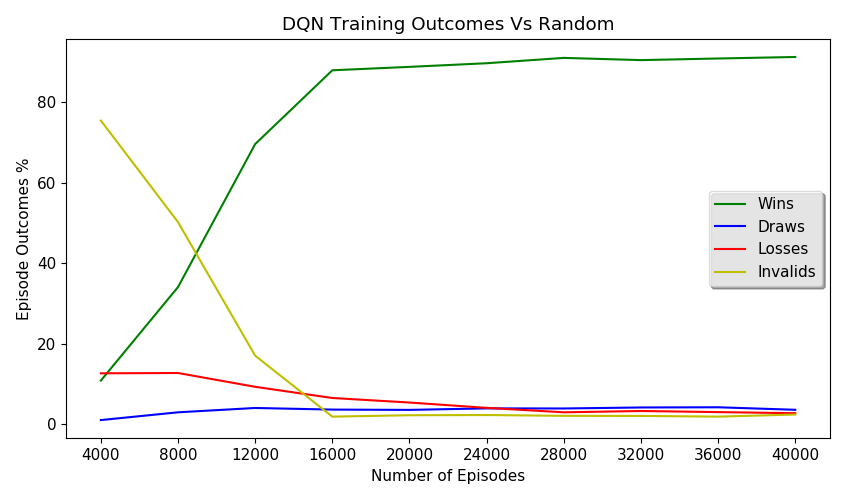 DQN Training Outcomes Vs Random
Episode Outcomes %
80
60
40
20
0
Wins
Draws
Losses
Invalids
4000 8000 12000 16000 20000 24000 28000 32000 36000 40000
Number of Episodes